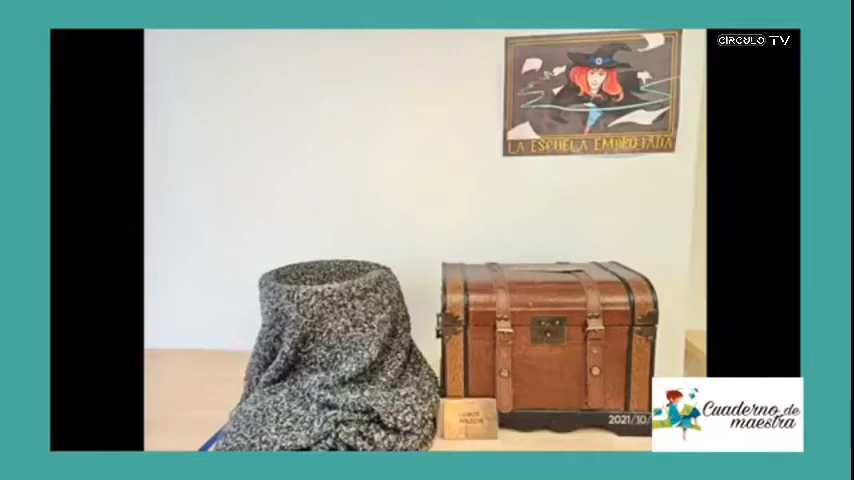 CIRCULO TV
LA ESCUELA EMBRUJADA
2021/10/
Cuaderno de
maestra